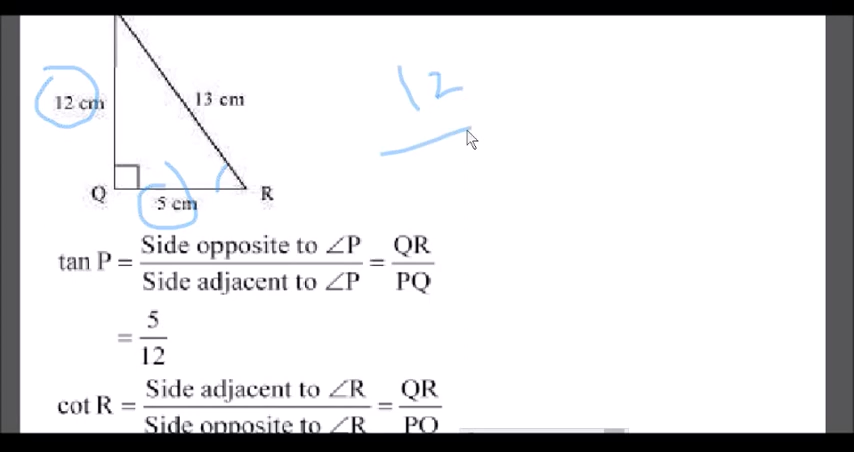 12 cm
13 cm
12
Q
5 cm
R
tan P = Side opposite to ∠P / Side adjacent to ∠P = QR / PQ
= 5 / 12
cot R = Side adjacent to ∠R / Side opposite to ∠R = QR / PQ